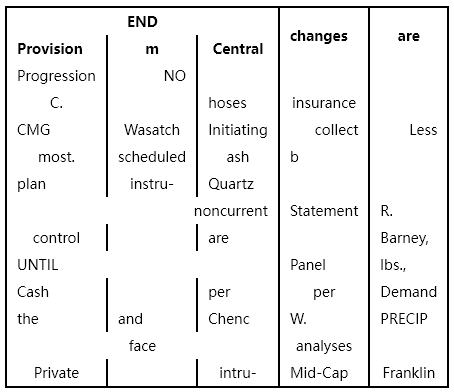 END changes are
Provision m Central
Progression NO
C. hoses insurance
CMG Wasatch Initiating collect Less
most. scheduled ash b
plan instru- Quartz
noncurrent Statement R.
control are Barney,
UNTIL Panel lbs.,
Cash per per Demand
the and Chenc W. PRECIP
face analyses
Private intru- Mid-Cap Franklin